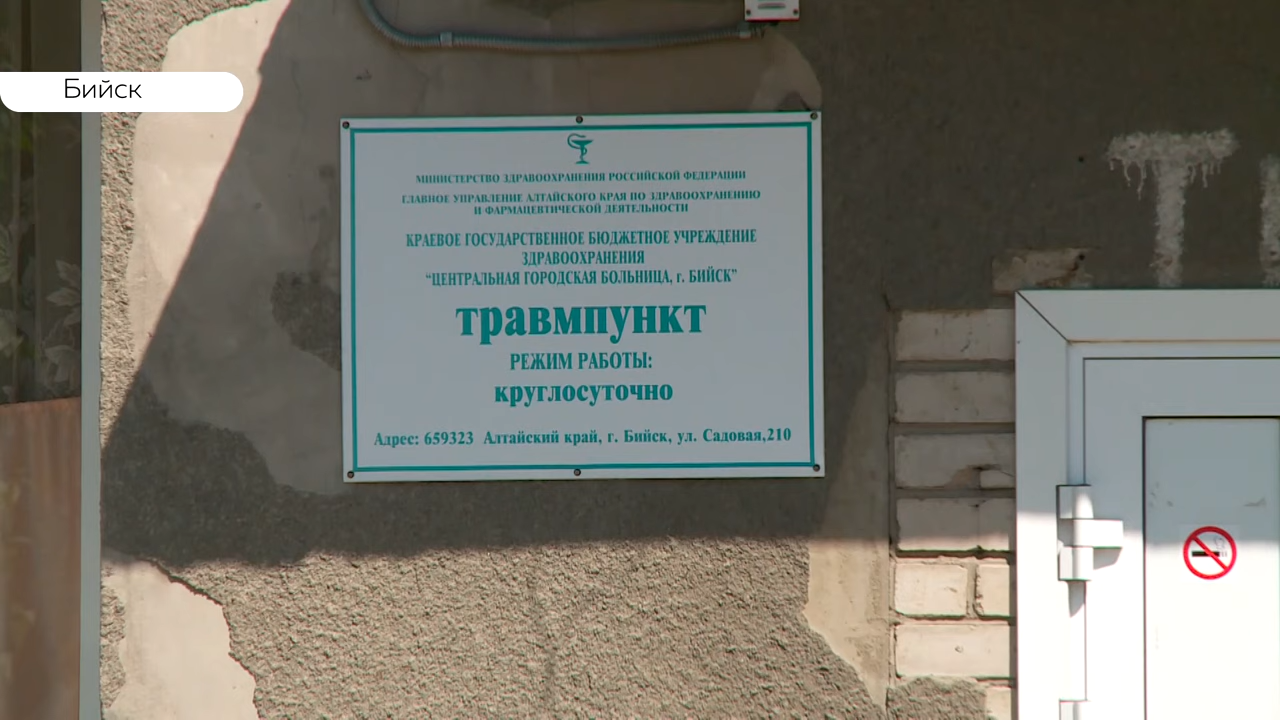 Бийск
МИНИСТЕРСТВО ЗДРАВООХРАНЕНИЯ РОССИЙСКОЙ ФЕДЕРАЦИИ
ГЛАВНОЕ УПРАВЛЕНИЕ АЛТАЙСКОГО КРАЯ ПО ЗДРАВООХРАНЕНИЮ
И ФАРМАЦЕВТИЧЕСКОЙ ДЕЯТЕЛЬНОСТИ
КРАЕВОЕ ГОСУДАРСТВЕННОЕ БЮДЖЕТНОЕ УЧРЕЖДЕНИЕ
ЗДРАВООХРАНЕНИЯ
“ЦЕНТРАЛЬНАЯ ГОРОДСКАЯ БОЛЬНИЦА, г. БИЙСК”
травмпункт
РЕЖИМ РАБОТЫ:
круглосуточно
Адрес: 659323 Алтайский край, г. Бийск, ул. Садовая,210
Т